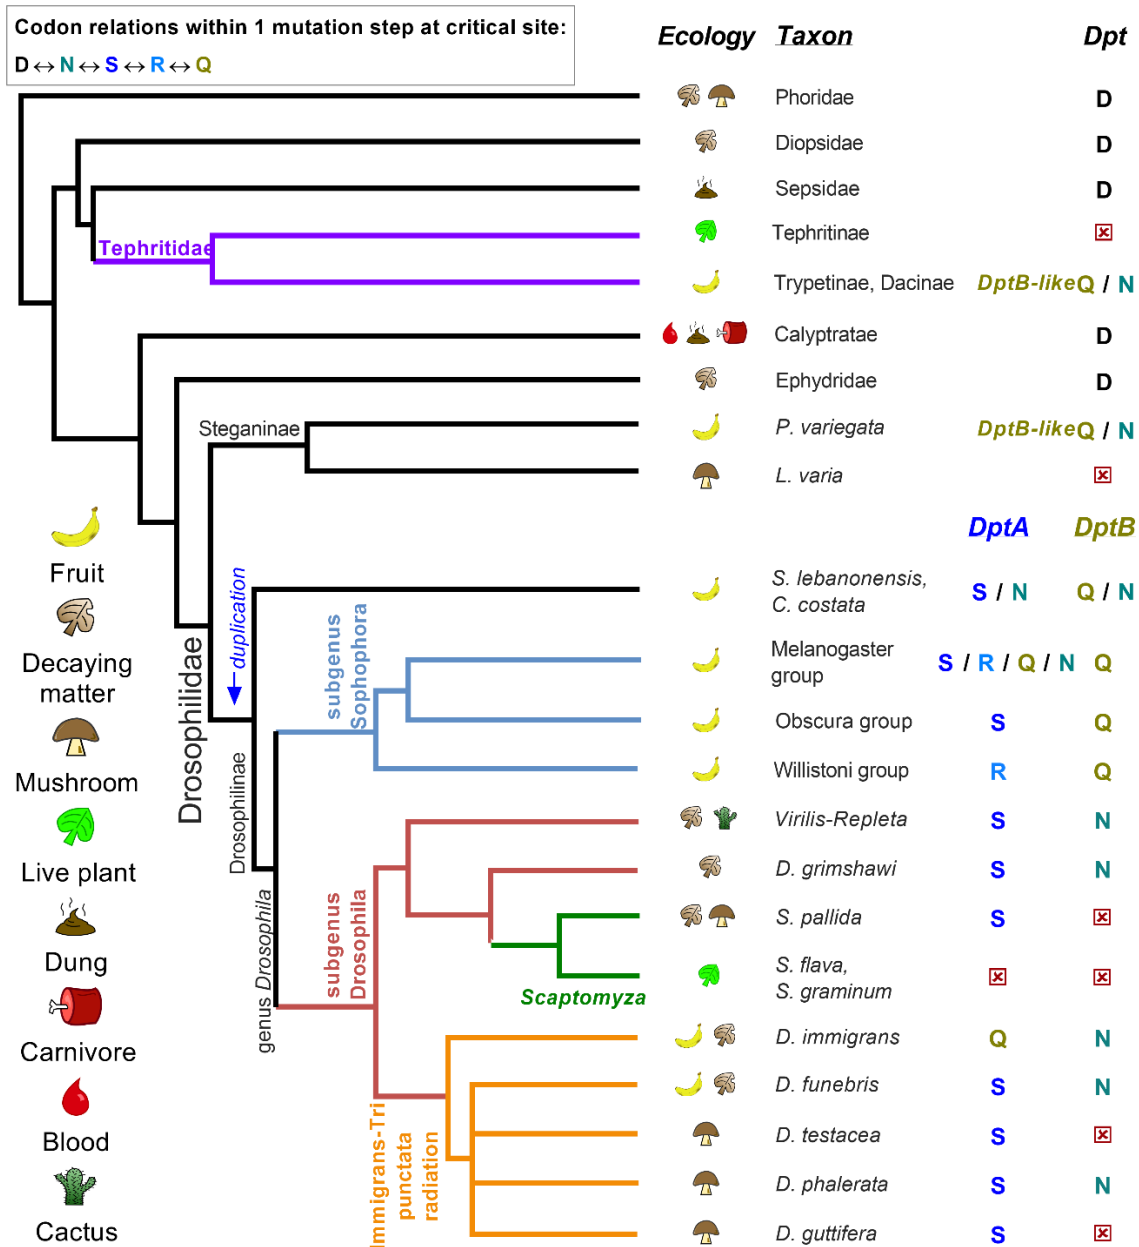 Codon relations within 1 mutation step at critical site:
D ↔ N ↔ S ↔ R ↔ Q
Ecology Taxon Dpt
Phoridae D
Diopsidae D
Sepsidae D
Tephritidae
Tephritinae
Trypetinae, Dacinae DptB-like Q / N
Calyptratae D
Ephydridae D
Steganinae
P. variegata DptB-like Q / N
L. varia
DptA DptB
S. lebanonensis,
C. costata S / N Q / N
Melanogaster
group S / R / Q / N Q
Obscura group S Q
Willistoni group R Q
Virilis-Repleta S N
D. grimshawi S N
S. pallida S
S. flava,
S. graminum
Scaptomyza
D. immigrans Q N
D. funebris S N
D. testacea S
D. phalerata S N
D. guttifera S
Drosophilidae
duplication
Drosophilinae
genus Drosophila
subgenus
Sophophora
subgenus
Drosophila
Immigrans-Tri
punctata
radiation
Fruit
Decaying
matter
Mushroom
Live plant
Dung
Carnivore
Blood
Cactus